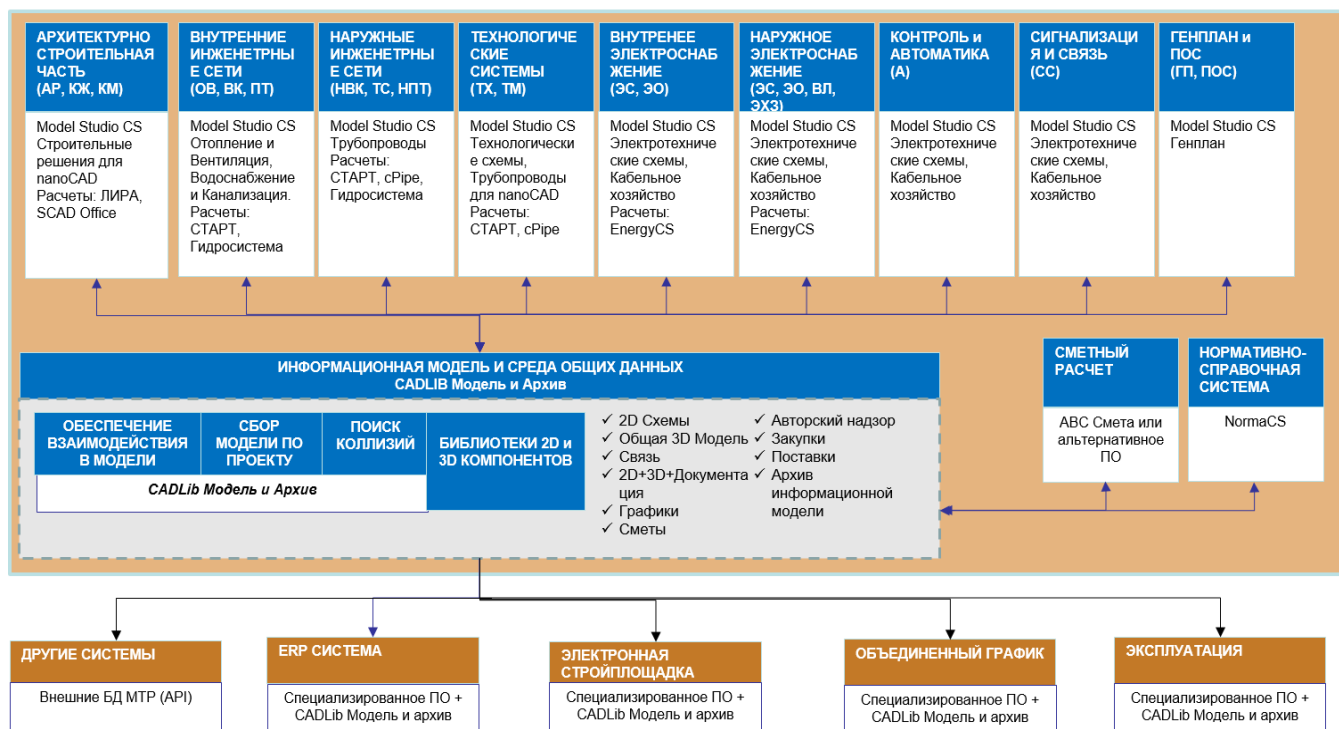 АРХИТЕКТУРНО
СТРОИТЕЛЬНАЯ
ЧАСТЬ
(АР, КЖ, КМ)
Model Studio CS
Строительные
решения для
nanoCAD
Расчеты: ЛИРА,
SCAD Office
ВНУТРЕННИЕ
ИНЖЕНЕТРНЫ
Е СЕТИ
(ОВ, ВК, ПТ)
Model Studio CS
Отопление и
Вентиляция,
Водоснабжение
и Канализация.
Расчеты:
СТАРТ,
Гидросистема
НАРУЖНЫЕ
ИНЖЕНЕТРНЫ
Е СЕТИ
(НВК, ТС, НПТ)
Model Studio CS
Трубопроводы
Расчеты:
СТАРТ, cPipe,
Гидросистема
ТЕХНОЛОГИЧЕ
СКИЕ
СИСТЕМЫ
(ТХ, ТМ)
Model Studio CS
Технологически
е схемы,
Трубопроводы
для nanoCAD
Расчеты:
СТАРТ, cPipe
ВНУТРЕНЕЕ
ЭЛЕКТРОСНАБ
ЖЕНИЕ
(ЭС, ЭО)
Model Studio CS
Электротехниче
ские схемы,
Кабельное
хозяйство
Расчеты:
EnergyCS
НАРУЖНОЕ
ЭЛЕКТРОСНАБ
ЖЕНИЕ
(ЭС, ЭО, ВЛ,
ЭХЗ)
Model Studio CS
Электротехниче
ские схемы,
Кабельное
хозяйство
Расчеты:
EnergyCS
КОНТРОЛЬ и
АВТОМАТИКА
(А)
Model Studio CS
Электротехниче
ские схемы,
Кабельное
хозяйство
СИГНАЛИЗАЦИ
Я И СВЯЗЬ
(СС)
Model Studio CS
Электротехниче
ские схемы,
Кабельное
хозяйство
ГЕНПЛАН и
ПОС
(ГП, ПОС)
Model Studio CS
Генплан
ИНФОРМАЦИОННАЯ МОДЕЛЬ И СРЕДА ОБЩИХ ДАННЫХ
CADLIB Модель и Архив
ОБЕСПЕЧЕНИЕ
ВЗАИМОДЕЙСТВИЯ
В МОДЕЛИ
СБОР
МОДЕЛИ ПО
ПРОЕКТУ
ПОИСК
КОЛЛИЗИЙ
CADLib Модель и Архив
БИБЛИОТЕКИ 2D и
3D КОМПОНЕНТОВ
✓ 2D Схемы
✓ Общая 3D Модель
✓ Связь
✓ 2D+3D+Документа
ция
✓ Графики
✓ Сметы
✓ Авторский надзор
✓ Закупки
✓ Поставки
✓ Архив
информационной
модели
СМЕТНЫЙ
РАСЧЕТ
АВС Смета или
альтернативное
ПО
НОРМАТИВНО-
СПРАВОЧНАЯ
СИСТЕМА
NormaCS
ДРУГИЕ СИСТЕМЫ
Внешние БД МТР (API)
ERP СИСТЕМА
Специализированное ПО +
CADLib Модель и архив
ЭЛЕКТРОННАЯ
СТРОЙПЛОЩАДКА
Специализированное ПО +
CADLib Модель и архив
ОБЪЕДИНЕННЫЙ ГРАФИК
Специализированное ПО +
CADLib Модель и архив
ЭКСПЛУАТАЦИЯ
Специализированное ПО +
CADLib Модель и архив